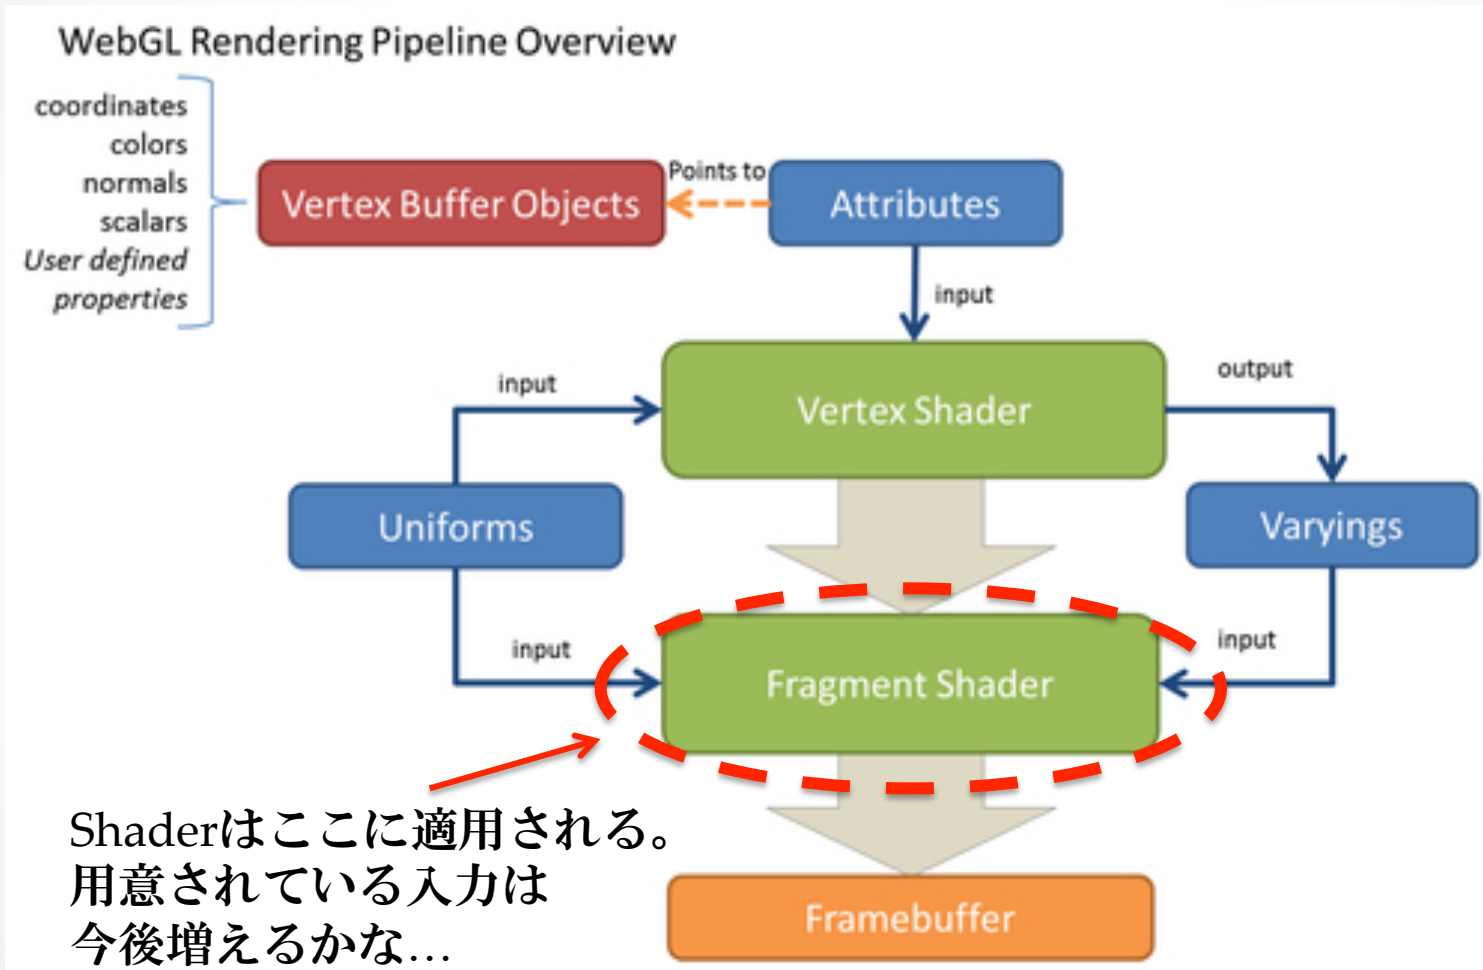 WebGL Rendering Pipeline Overview
coordinates
colors
normals
scalars
User defined
properties
Vertex Buffer Objects
Points to
Attributes
input
input
Vertex Shader
output
Uniforms
Varyings
input
Fragment Shader
input
Shaderはここに適用される。
用意されている入力は
今後増えるかな…
Framebuffer